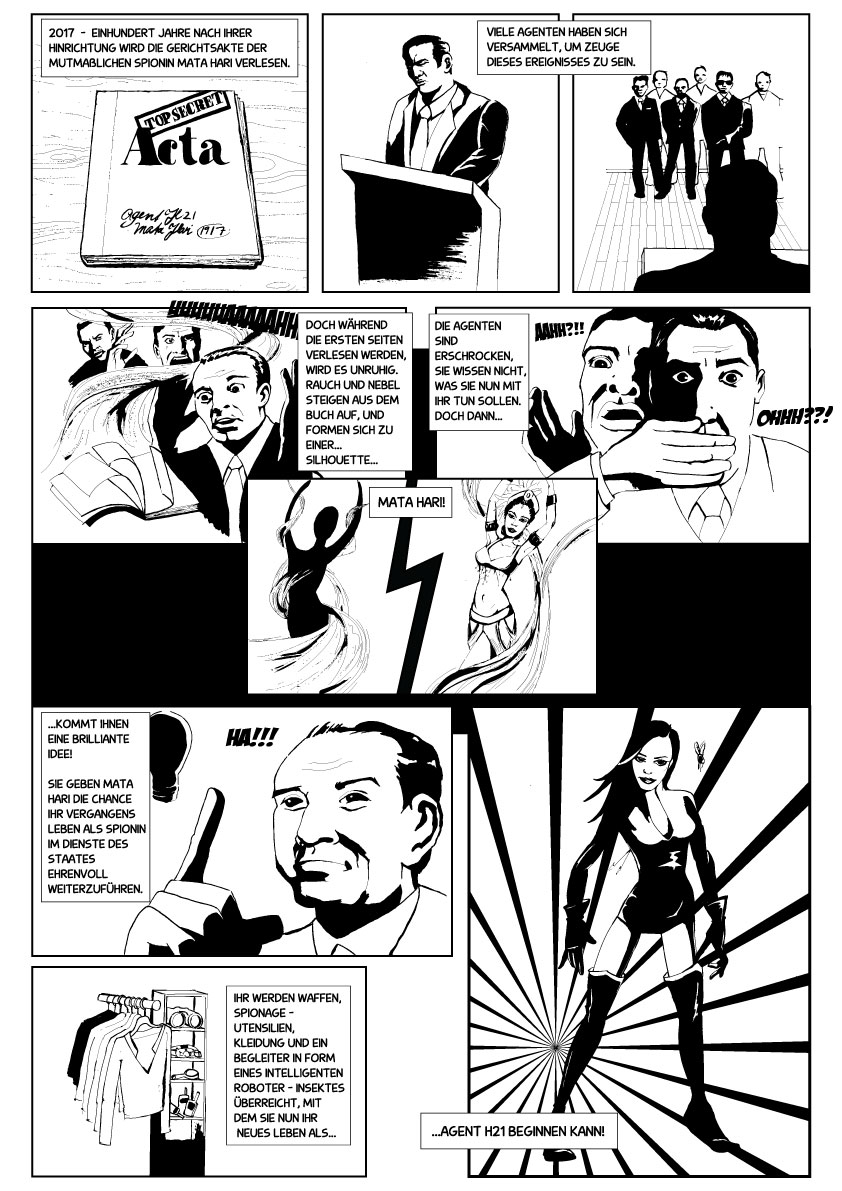 2017 - EINHUNDERT JAHRE NACH IHRER
HINRICHTUNG WIRD DIE GERICHTSAKTE DER
MUTMAßLICHEN SPIONIN MATA HARI VERLESEN.
TOP SECRET
Acta
Agent H21
Mata Hari 1917
VIELE AGENTEN HABEN SICH
VERSAMMELT, UM ZEUGE
DIESES EREIGNISSES ZU SEIN.
UUUUUAAAAAHH
DOCH WÄHREND
DIE ERSTEN SEITEN
VERLESEN WERDEN,
WIRD ES UNRUHIG.
RAUCH UND NEBEL
STEIGEN AUS DEM
BUCH AUF, UND
FORMEN SICH ZU
EINER...
SILHOUETTE...
DIE AGENTEN
SIND
ERSCHROCKEN,
SIE WISSEN NICHT,
WAS SIE NUN MIT
IHR TUN SOLLEN.
DOCH DANN...
AAHH?!!
OHHH??!
MATA HARI!
...KOMMT IHNEN
EINE BRILLIANTE
IDEE!
SIE GEBEN MATA
HARI DIE CHANCE
IHR VERGANGENS
LEBEN ALS SPIONIN
IM DIENSTE DES
STAATES
EHRENVOLL
WEITERZUFÜHREN.
HA!!!
IHR WERDEN WAFFEN,
SPIONAGE -
UTENSILIEN,
KLEIDUNG UND EIN
BEGLEITER IN FORM
EINES INTELLIGENTEN
ROBOTER - INSEKTES
ÜBERREICHT, MIT
DEM SIE NUN IHR
NEUES LEBEN ALS...
...AGENT H21 BEGINNEN KANN!